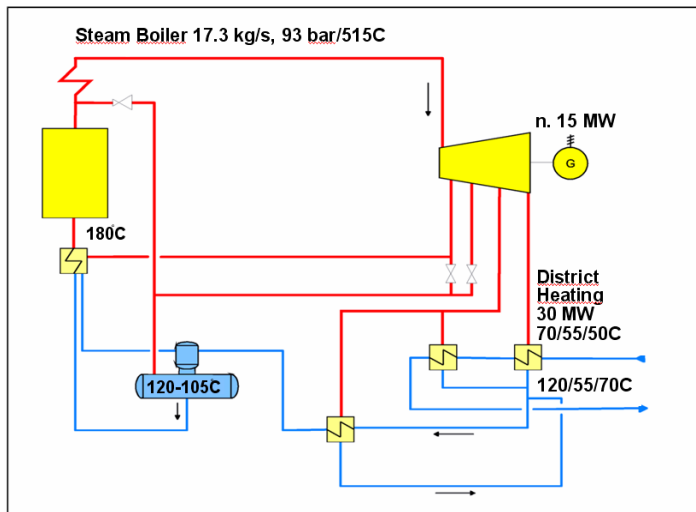 Steam Boiler 17.3 kg/s, 93 bar/515C
n. 15 MW
G
180C
District
Heating
30 MW
70/55/50C
120-105C
120/55/70C